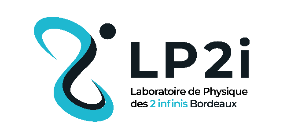 LP2i
Laboratoire de Physique
des 2 infinis Bordeaux